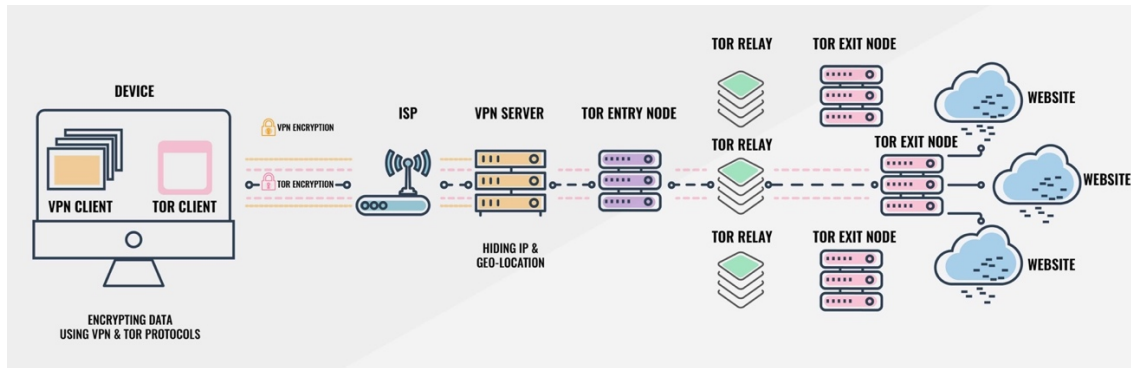 DEVICE
VPN CLIENT
TOR CLIENT
ENCRYPTING DATA
USING VPN & TOR PROTOCOLS
VPN ENCRYPTION
TOR ENCRYPTION
ISP
VPN SERVER
HIDING IP &
GEO-LOCATION
TOR ENTRY NODE
TOR RELAY
TOR RELAY
TOR RELAY
TOR EXIT NODE
TOR EXIT NODE
TOR EXIT NODE
WEBSITE
WEBSITE
WEBSITE